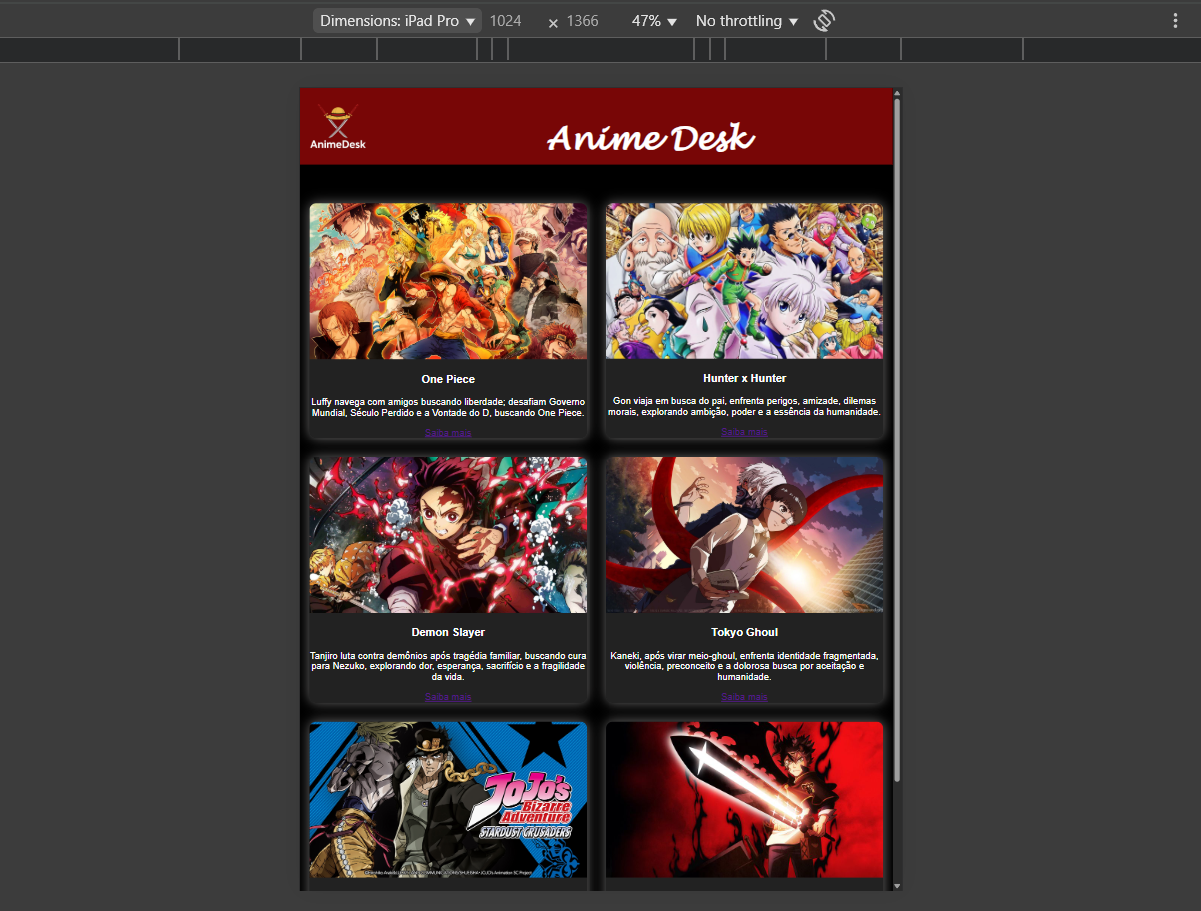 Dimensions: iPad Pro 1024 × 1366 47% No throttling
AnimeDesk
Anime Desk
One Piece
Luffy navega com amigos buscando liberdade; desafiam Governo
Mundial, Século Perdido e a Vontade do D, buscando One Piece.
Saiba mais
Hunter x Hunter
Gon viaja em busca do pai, enfrenta perigos, amizade, dilemas
morais, explorando ambição, poder e a essência da humanidade.
Saiba mais
Demon Slayer
Tanjiro luta contra demônios após tragédia familiar, buscando cura
para Nezuko, explorando dor, esperança, sacrifício e a fragilidade
da vida.
Saiba mais
Tokyo Ghoul
Kaneki, após virar meio-ghoul, enfrenta identidade fragmentada,
violência, preconceito e a dolorosa busca por aceitação e
humanidade.
Saiba mais
JoJo's
Bizarre
Adventure
STARDUST CRUSADERS